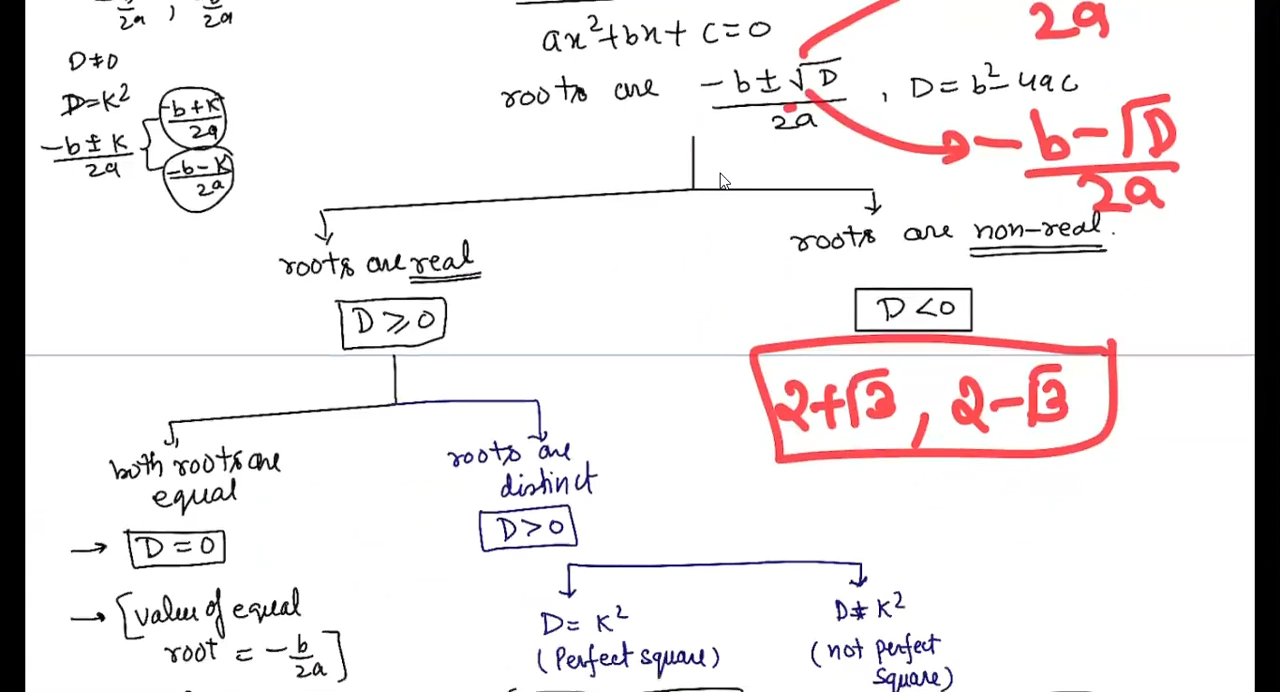 2a , 2a
D≠0
D=K²
-b±K/2a
-b+K/2a
-b-K/2a
ax²+bx+c=0
roots are -b±√D/2a , D=b²-4ac
2a
-b-√D/2a
roots are real
D⩾0
roots are non-real.
D<0
2+√3 , 2-√3
both roots are
equal
→ D=0
→ [value of equal
root = -b/2a]
roots are
distinct
D>0
D=K²
(Perfect square)
D≠K²
(not perfect
square)